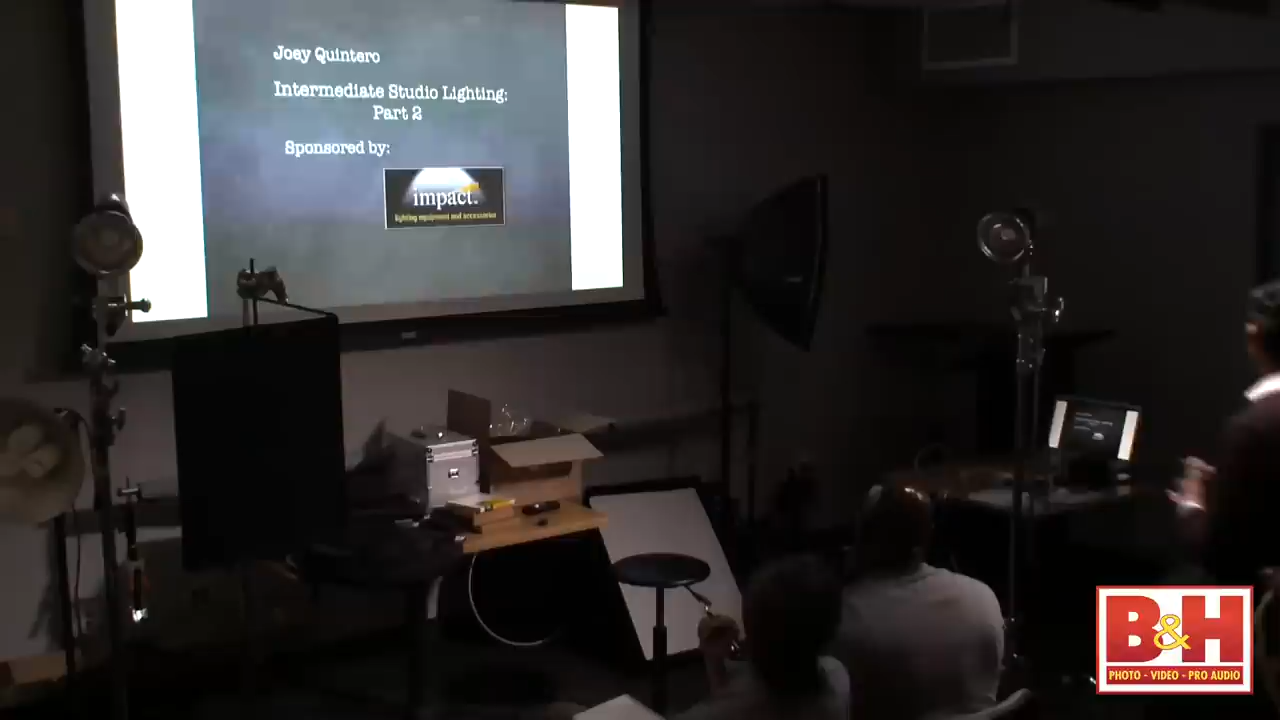 Joey Quintero
Intermediate Studio Lighting:
Part 2
Sponsored by:
impact.
lighting equipment and accessories
B&H
PHOTO - VIDEO - PRO AUDIO